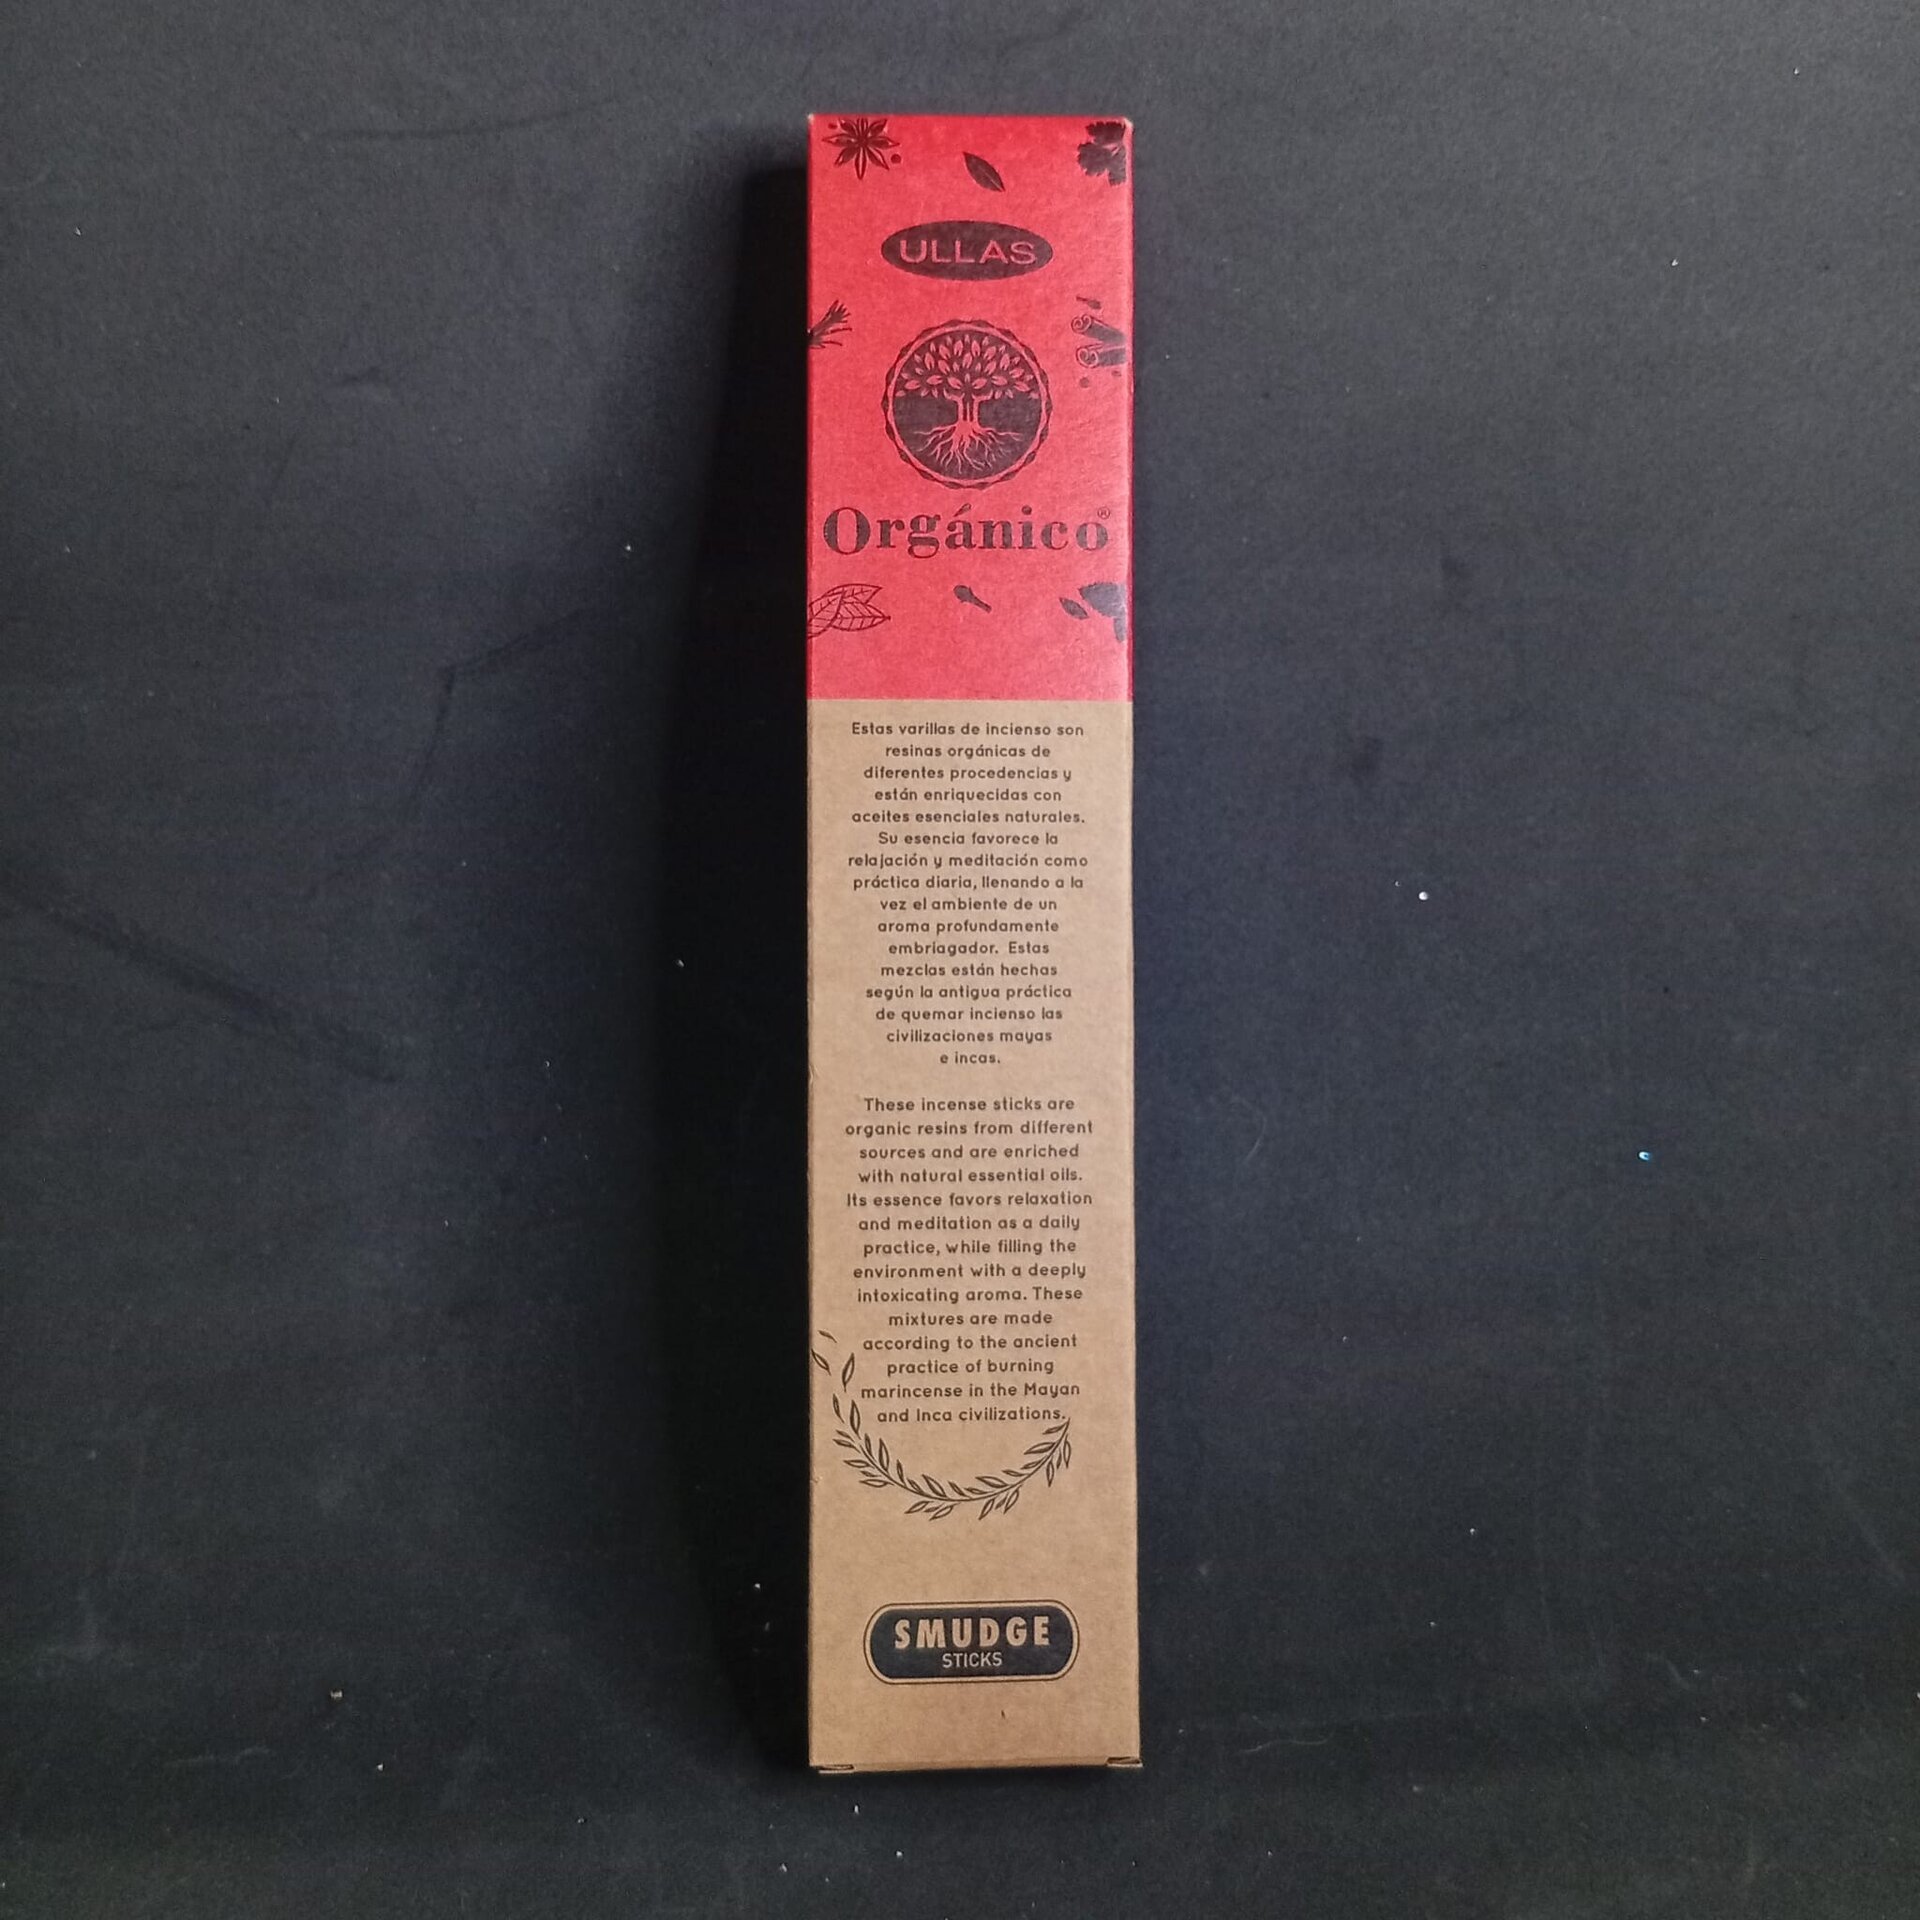 ULLAS
Orgánico®
Estas varillas de incienso son
resinas orgánicas de
diferentes procedencias y
están enriquecidas con
aceites esenciales naturales.
Su esencia favorece la
relajación y meditación como
práctica diaria, llenando a la
vez el ambiente de un
aroma profundamente
embriagador. Estas
mezclas están hechas
según la antigua práctica
de quemar incienso las
civilizaciones mayas
e incas.
These incense sticks are
organic resins from different
sources and are enriched
with natural essential oils.
Its essence favors relaxation
and meditation as a daily
practice, while filling the
environment with a deeply
intoxicating aroma. These
mixtures are made
according to the ancient
practice of burning
marincense in the Mayan
and Inca civilizations.
SMUDGE
STICKS